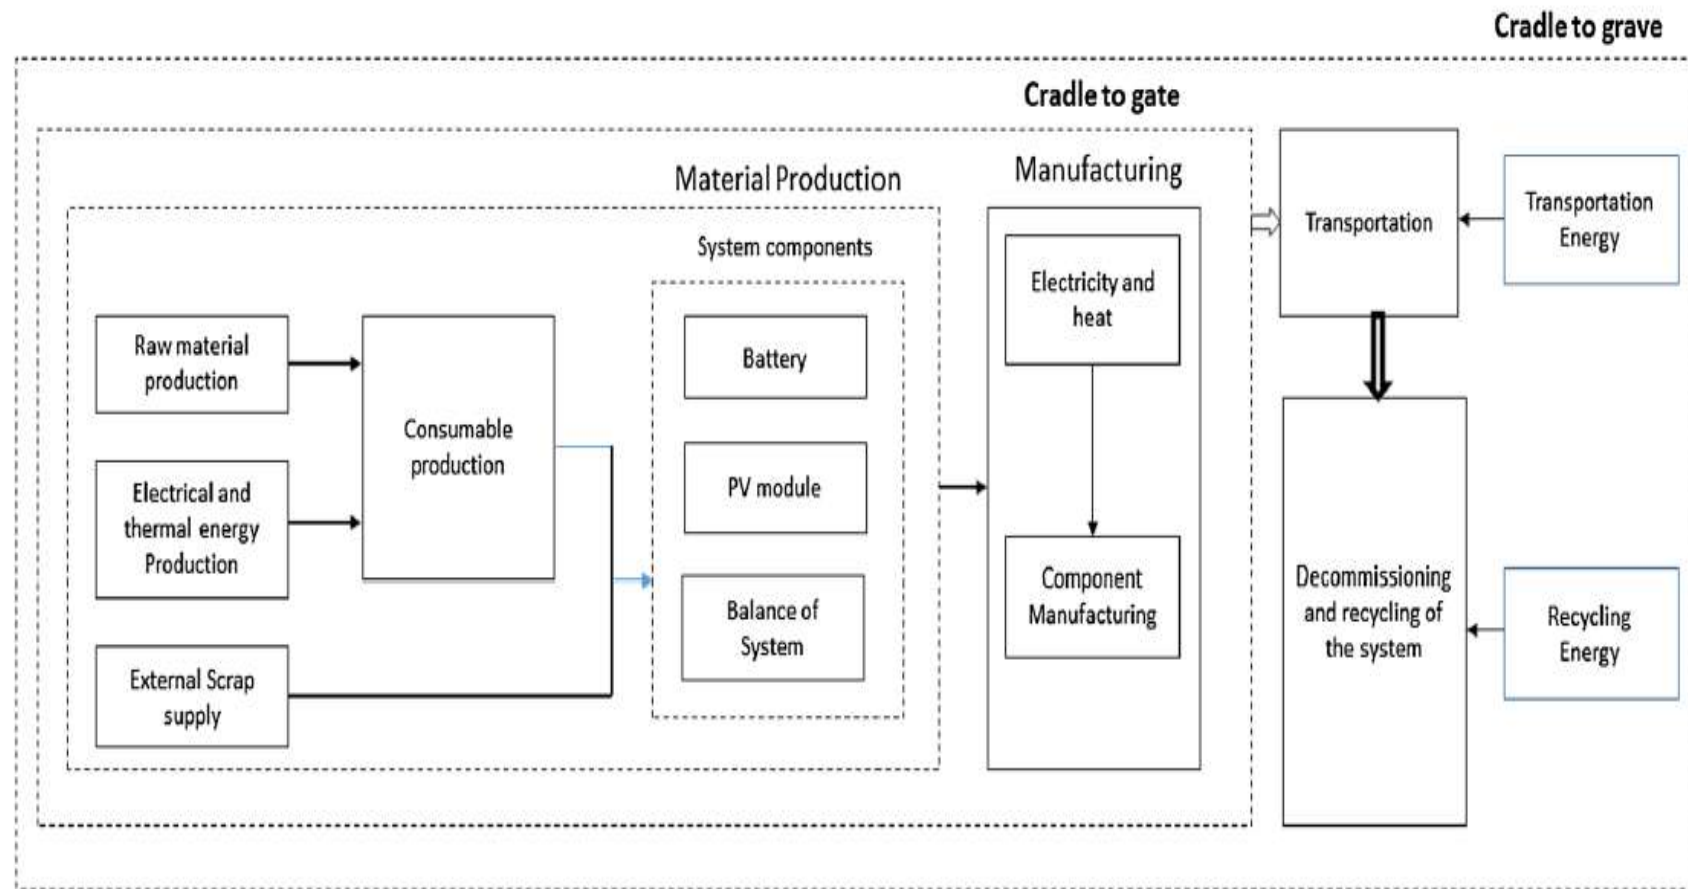 Cradle to grave
Cradle to gate
Material Production
Manufacturing
System components
Raw material
production
Electrical and
thermal energy
Production
External Scrap
supply
Consumable
production
Battery
PV module
Balance of
System
Electricity and
heat
Component
Manufacturing
Transportation
Transportation
Energy
Decommissioning
and recycling of
the system
Recycling
Energy